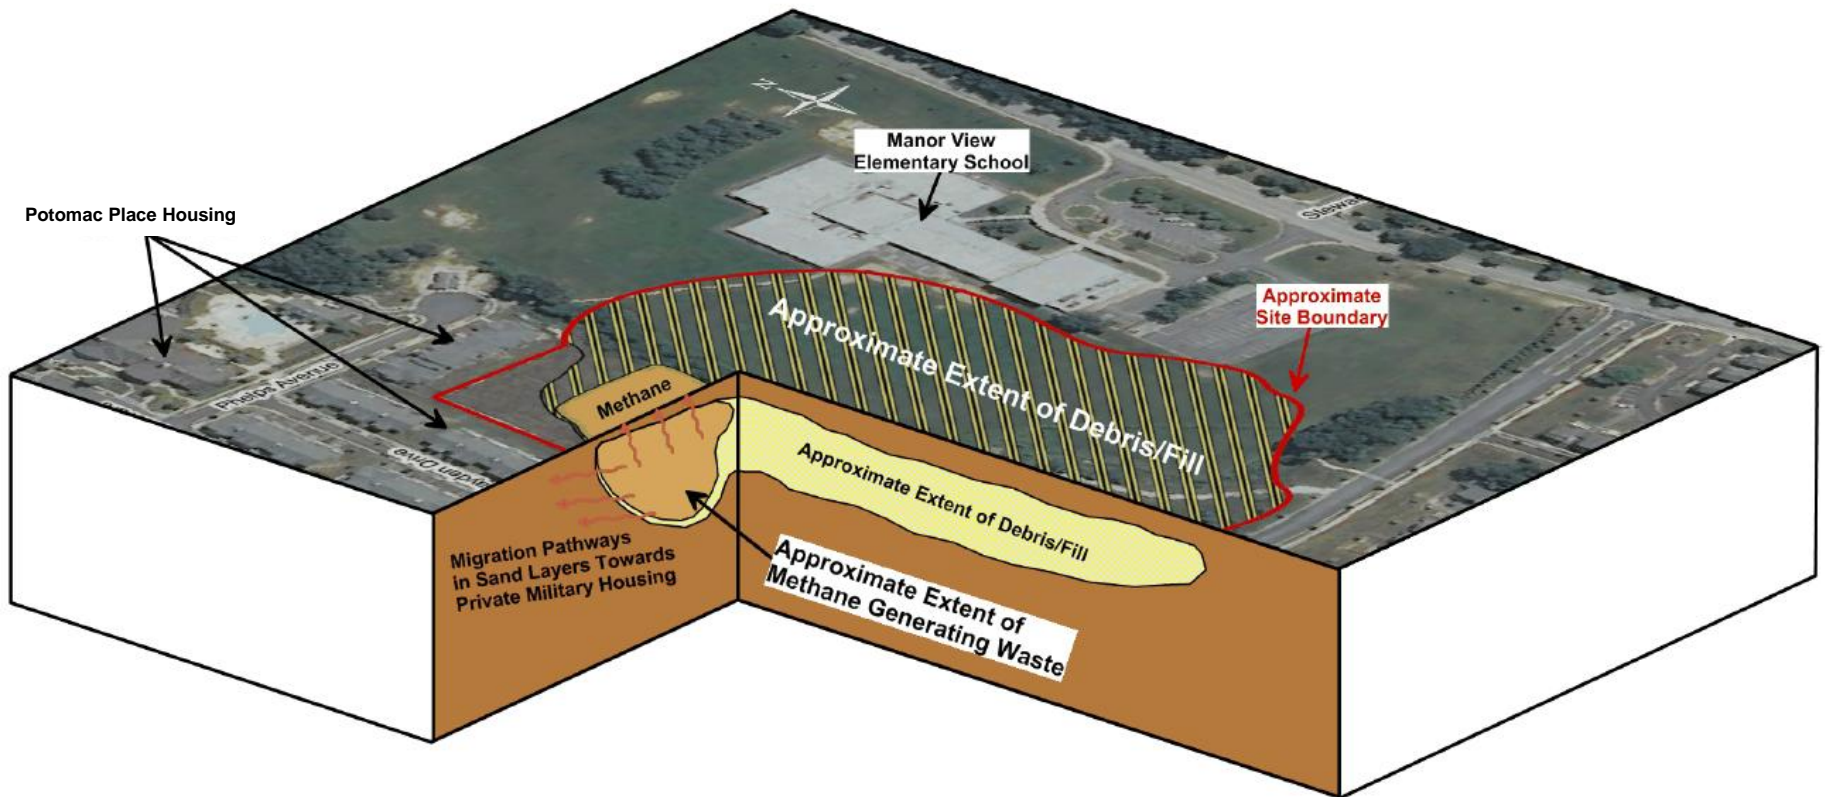 Z
Manor View
Elementary School
Potomac Place Housing
Approximate
Site Boundary
Phelps Avenue
Methane
Approximate Extent of Debris/Fill
Approximate Extent of Debris/Fill
Migration Pathways
in Sand Layers Towards
Private Military Housing
Approximate Extent of
Methane Generating Waste
Drive